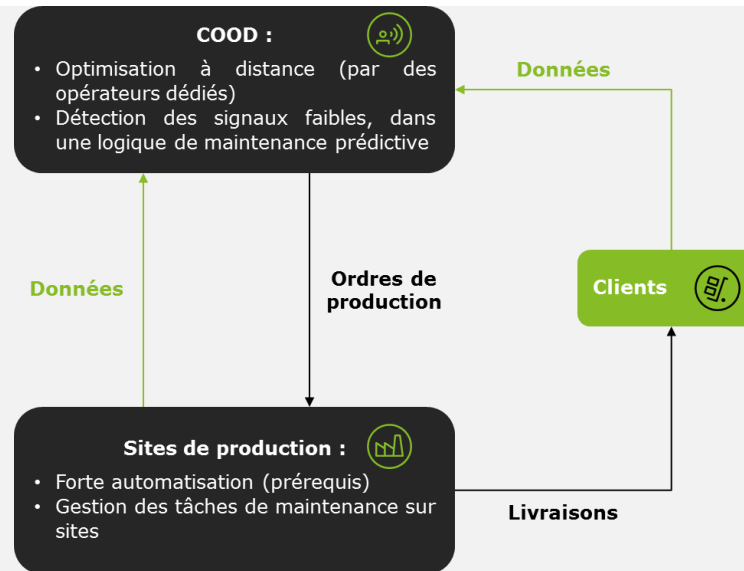 COOD :
• Optimisation à distance (par des
opérateurs dédiés)
• Détection des signaux faibles, dans
une logique de maintenance prédictive
Données
Données
Ordres de
production
Clients
Sites de production :
• Forte automatisation (prérequis)
• Gestion des tâches de maintenance sur
sites
Livraisons